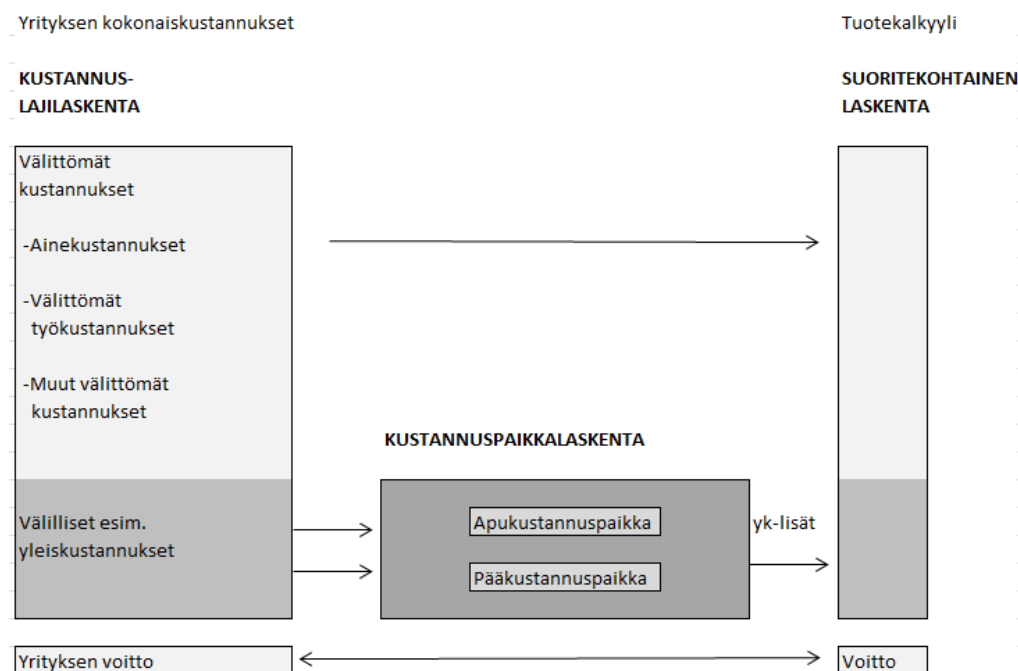 Yrityksen kokonaiskustannukset
Tuotekalkyyli
KUSTANNUS-
LAJILASKENTA
SUORITEKOHTAINEN
LASKENTA
Välittömät
kustannukset
-Ainekustannukset
-Välittömät
työkustannukset
-Muut välittömät
kustannukset
KUSTANNUSPAIKKALASKENTA
Välilliset esim.
yleiskustannukset
Apukustannuspaikka
Pääkustannuspaikka
yk-lisät
Yrityksen voitto
Voitto